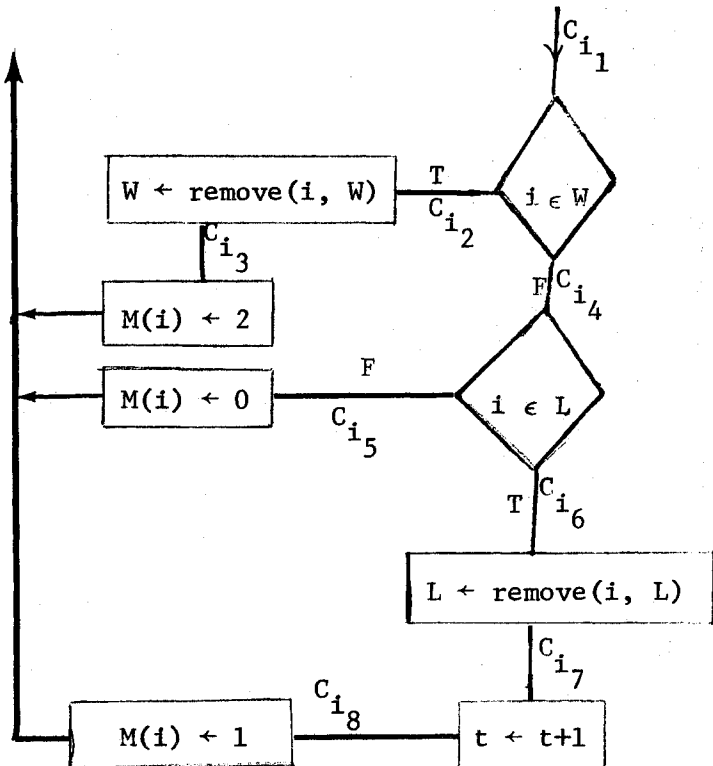 C_{i_1}
i ∈ W
T
C_{i_2}
W ← remove(i, W)
C_{i_3}
M(i) ← 2
F C_{i_4}
i ∈ L
F
C_{i_5}
M(i) ← 0
T C_{i_6}
L ← remove(i, L)
C_{i_7}
t ← t+1
C_{i_8}
M(i) ← 1